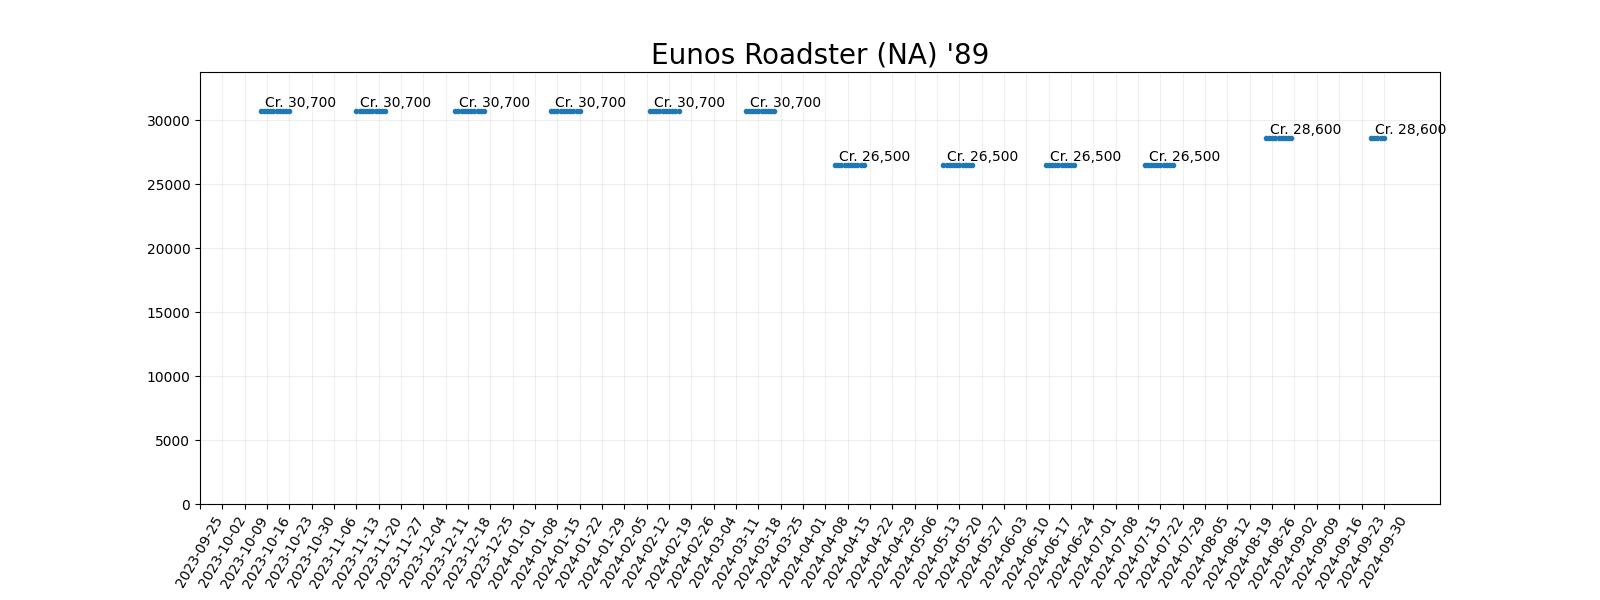 Eunos Roadster (NA) '89
Cr. 30,700 Cr. 30,700 Cr. 30,700 Cr. 30,700 Cr. 30,700 Cr. 30,700
30000
Cr. 28,600 Cr. 28,600
Cr. 26,500 Cr. 26,500 Cr. 26,500 Cr. 26,500
25000
20000
15000
10000
5000
0
2023-09-25 2023-10-02 2023-10-09 2023-10-16 2023-10-23 2023-10-30 2023-11-06 2023-11-13 2023-11-20 2023-11-27 2023-12-04 2023-12-11 2023-12-18 2023-12-25 2024-01-01 2024-01-08 2024-01-15 2024-01-22 2024-01-29 2024-02-05 2024-02-12 2024-02-19 2024-02-26 2024-03-04 2024-03-11 2024-03-18 2024-03-25 2024-04-01 2024-04-08 2024-04-15 2024-04-22 2024-04-29 2024-05-06 2024-05-13 2024-05-20 2024-05-27 2024-06-03 2024-06-10 2024-06-17 2024-06-24 2024-07-01 2024-07-08 2024-07-15 2024-07-22 2024-07-29 2024-08-05 2024-08-12 2024-08-19 2024-08-26 2024-09-02 2024-09-09 2024-09-16 2024-09-23 2024-09-30